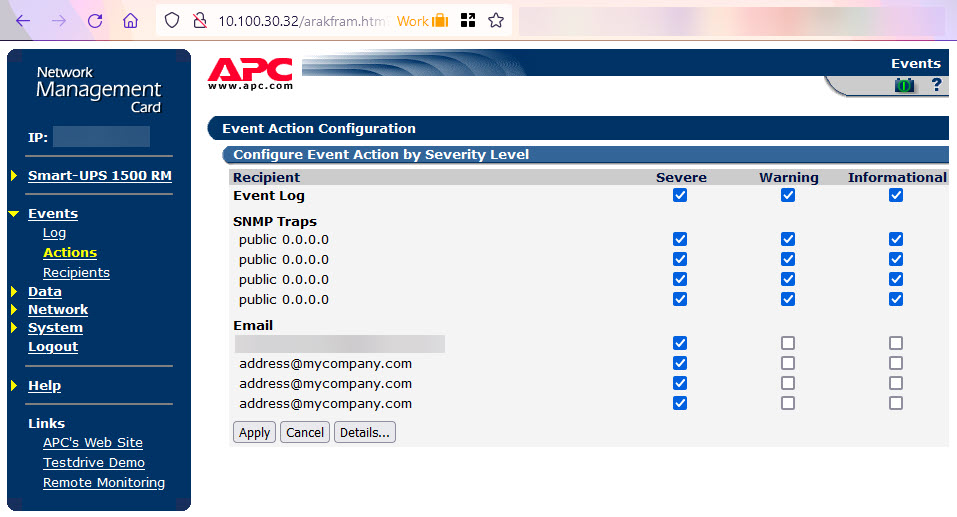 10.100.30.32/arakfram.htm
Work
Network
Management
Card
IP:
Smart-UPS 1500 RM
Events
Log
Actions
Recipients
Data
Network
System
Logout
Help
Links
APC's Web Site
Testdrive Demo
Remote Monitoring
APC
www.apc.com
Events
?
Event Action Configuration
Configure Event Action by Severity Level
Recipient Severe Warning Informational
Event Log
SNMP Traps
public 0.0.0.0
public 0.0.0.0
public 0.0.0.0
public 0.0.0.0
Email
address@mycompany.com
address@mycompany.com
address@mycompany.com
Apply Cancel Details...